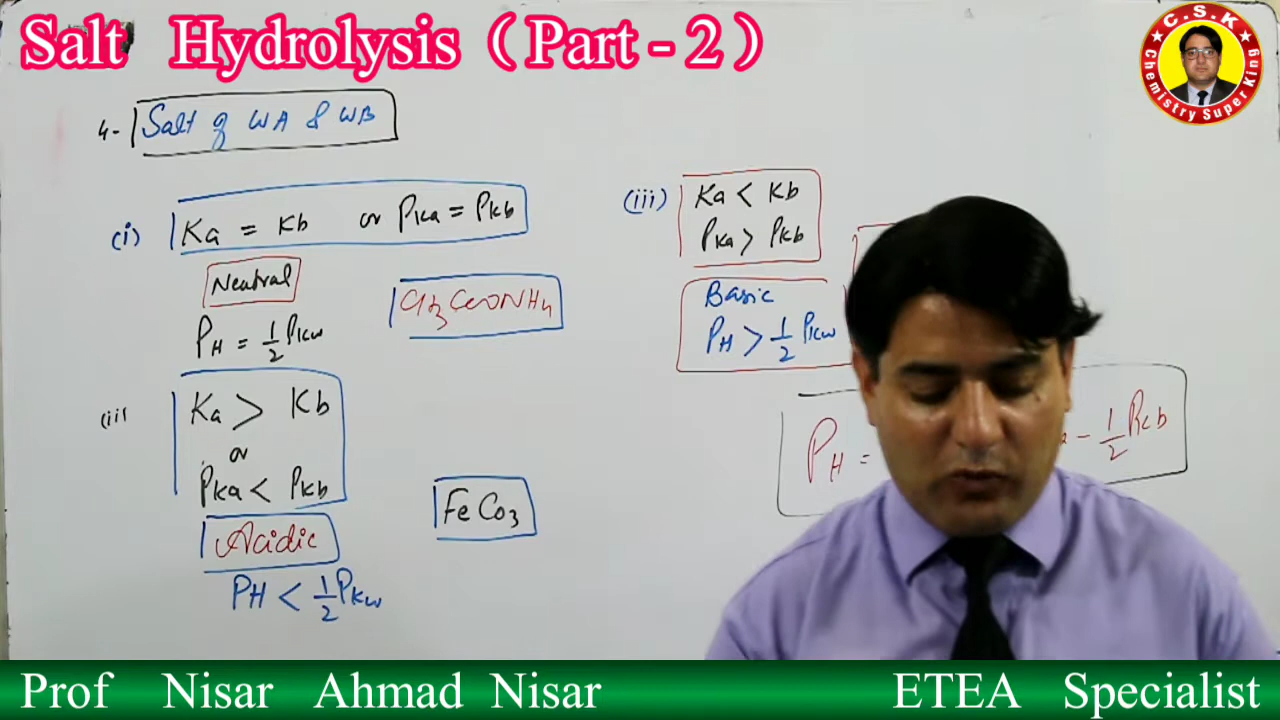 Salt Hydrolysis ( Part - 2 )
C.S.K
Chemistry Super King
4- Salt of WA & WB
(i) Ka = Kb or PKa = PKb
Neutral
CH3COONH4
PH = 1/2 PKw
(iii
Ka > Kb
or
PKa < PKb
Acidic
PH < 1/2 PKw
FeCo3
(iii) Ka < Kb
PKa > PKb
Basic
PH > 1/2 PKw
PH =
- 1/2 PKb
Prof Nisar Ahmad Nisar
ETEA Specialist